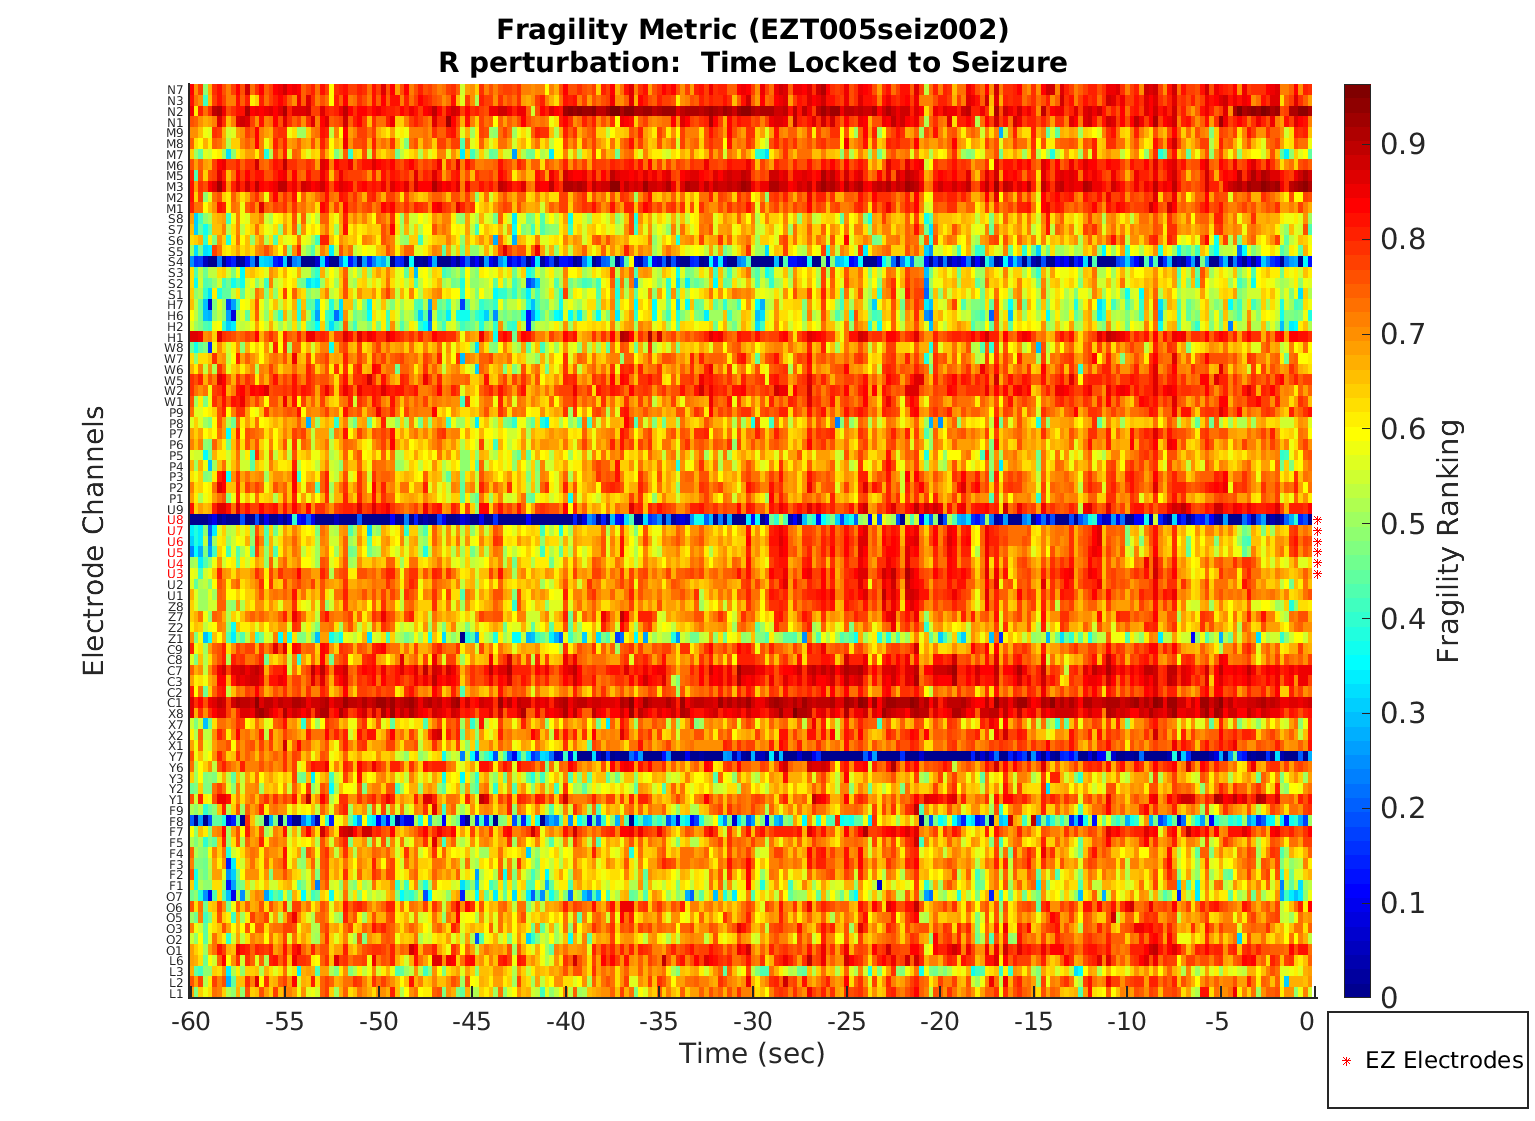 Fragility Metric (EZT005seiz002)
R perturbation:  Time Locked to Seizure
Electrode Channels
N7
N3
N2
N1
M9
M8
M7
M6
M5
M3
M2
M1
S8
S7
S6
S5
S4
S3
S2
S1
H7
H6
H2
H1
W8
W7
W6
W5
W2
W1
P9
P8
P7
P6
P5
P4
P3
P2
P1
U9
U8
U7
U6
U5
U4
U3
U2
U1
Z8
Z7
Z2
Z1
C9
C8
C7
C3
C2
C1
X8
X7
X2
X1
Y7
Y6
Y3
Y2
Y1
F9
F8
F7
F5
F4
F3
F2
F1
O7
O6
O5
O3
O2
O1
L6
L3
L2
L1
-60 -55 -50 -45 -40 -35 -30 -25 -20 -15 -10 -5 0
Time (sec)
0.9
0.8
0.7
0.6
0.5
0.4
0.3
0.2
0.1
0
Fragility Ranking
EZ Electrodes